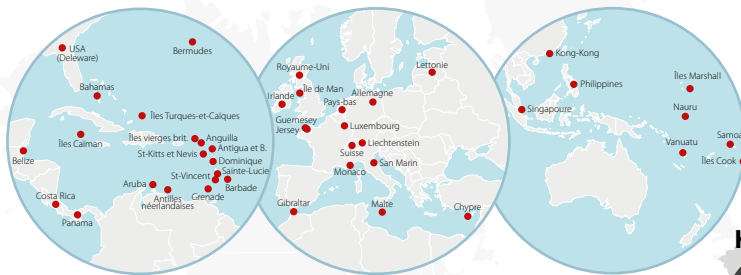 USA
(Deleware)
Bermudes
Bahamas
Îles Turques-et-Caïques
Îles Caïman
Îles vierges brit.
Anguilla
Antigua et B.
St-Kitts et Nevis
Dominique
Belize
Sainte-Lucie
St-Vincent
Barbade
Aruba
Grenade
Antilles
néerlandaises
Costa Rica
Panama
Lettonie
Royaume-Uni
Île de Man
Irlande
Allemagne
Pays-bas
Guernesey
Jersey
Luxembourg
Liechtenstein
Suisse
San Marin
Monaco
Gibraltar
Malte
Chypre
Kong-Kong
Philippines
Îles Marshall
Singapoure
Nauru
Vanuatu
Samoa
Îles Cook